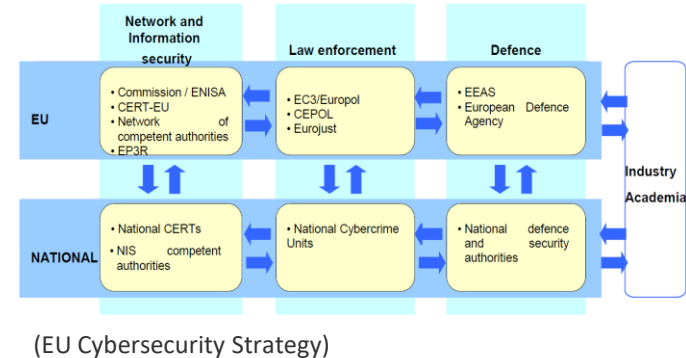 Network and
Information
security
Law enforcement
Defence
EU
• Commission / ENISA
• CERT-EU
• Network of
competent authorities
• EP3R
• EC3/Europol
• CEPOL
• Eurojust
• EEAS
• European Defence
Agency
Industry
Academia
NATIONAL
• National CERTs
• NIS competent
authorities
• National Cybercrime
Units
• National defence
and security
authorities
(EU Cybersecurity Strategy)